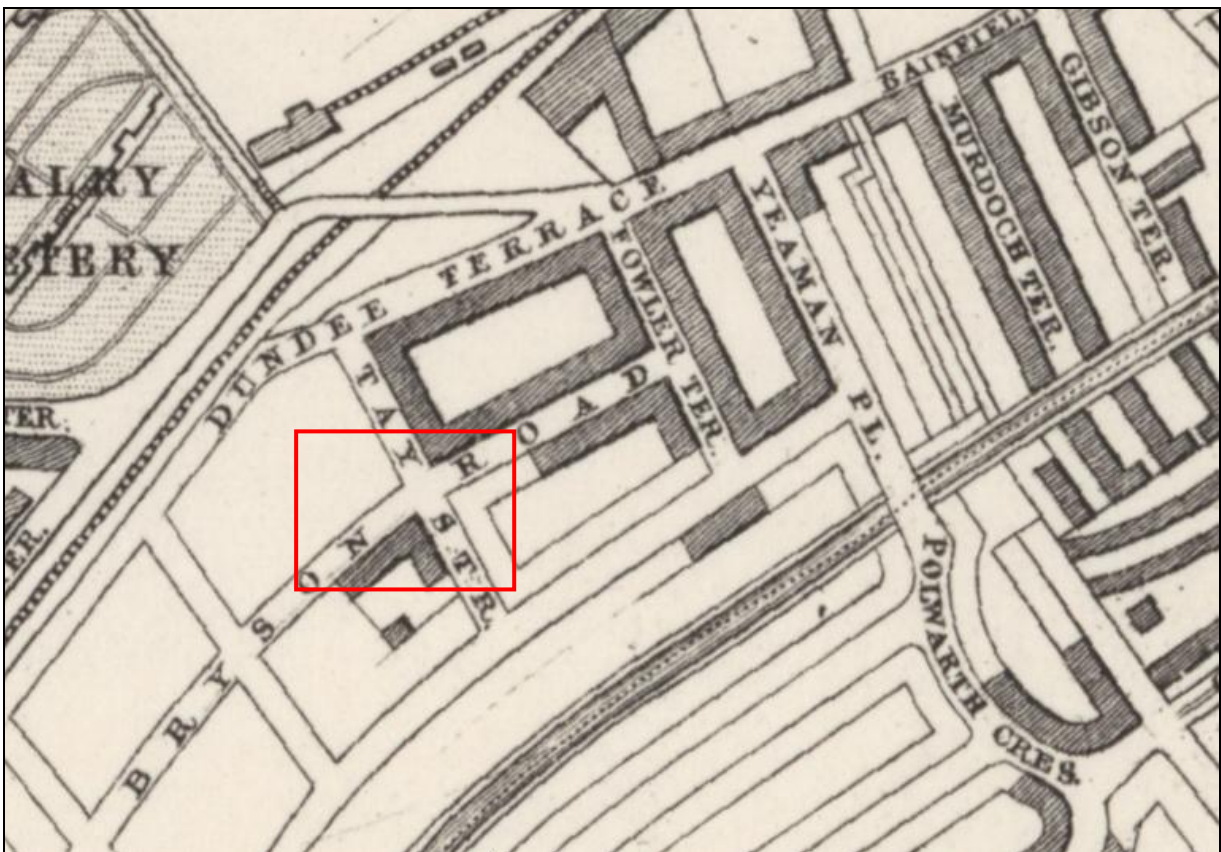 BAINFIELD
GIBSON TER.
MURDOCH TER.
ALRY
ETERY
YEAMAN PL.
DUNDEE TERRACE
FOWLER TER.
TAY STR.
BRYSON ROAD
TER.
ER.
POLWARTH CRES.